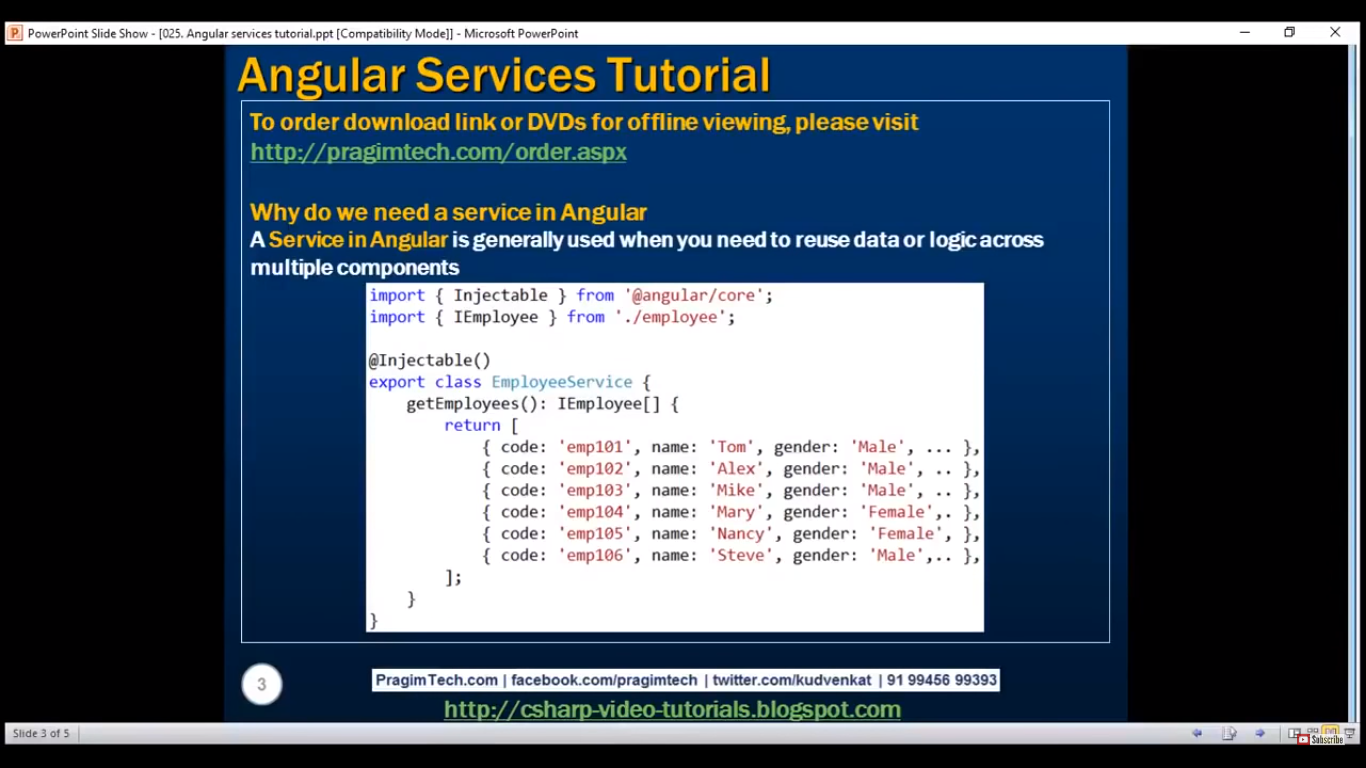 PowerPoint Slide Show - [025. Angular services tutorial.ppt [Compatibility Mode]] - Microsoft PowerPoint
Angular Services Tutorial
To order download link or DVDs for offline viewing, please visit
http://pragimtech.com/order.aspx
Why do we need a service in Angular
A Service in Angular is generally used when you need to reuse data or logic across
multiple components
import { Injectable } from '@angular/core';
import { IEmployee } from './employee';
@Injectable()
export class EmployeeService {
    getEmployees(): IEmployee[] {
        return [
            { code: 'emp101', name: 'Tom', gender: 'Male', ... },
            { code: 'emp102', name: 'Alex', gender: 'Male', .. },
            { code: 'emp103', name: 'Mike', gender: 'Male', .. },
            { code: 'emp104', name: 'Mary', gender: 'Female',. },
            { code: 'emp105', name: 'Nancy', gender: 'Female', },
            { code: 'emp106', name: 'Steve', gender: 'Male',.. },
        ];
    }
}
3
PragimTech.com | facebook.com/pragimtech | twitter.com/kudvenkat | 91 99456 99393
http://csharp-video-tutorials.blogspot.com
Slide 3 of 5
Subscribe